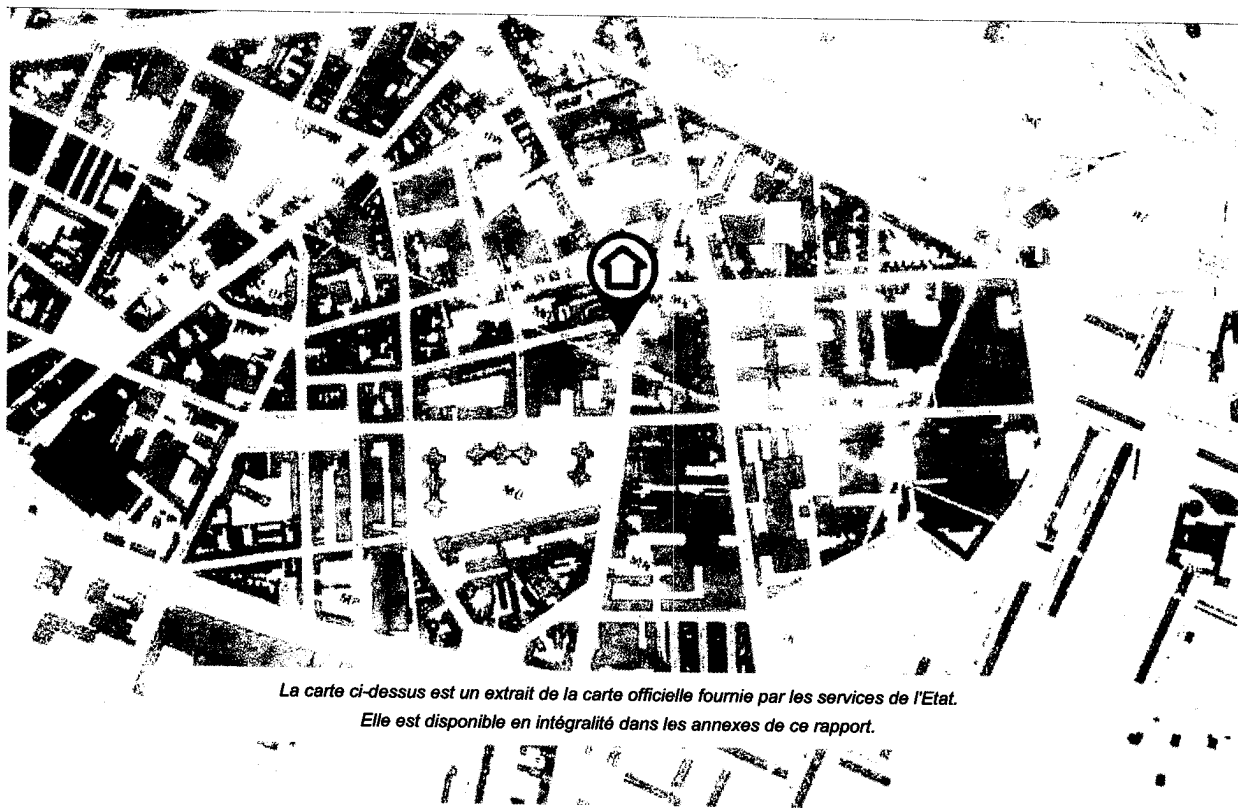 La carte ci-dessus est un extrait de la carte officielle fournie par les services de l'Etat.
Elle est disponible en intégralité dans les annexes de ce rapport.